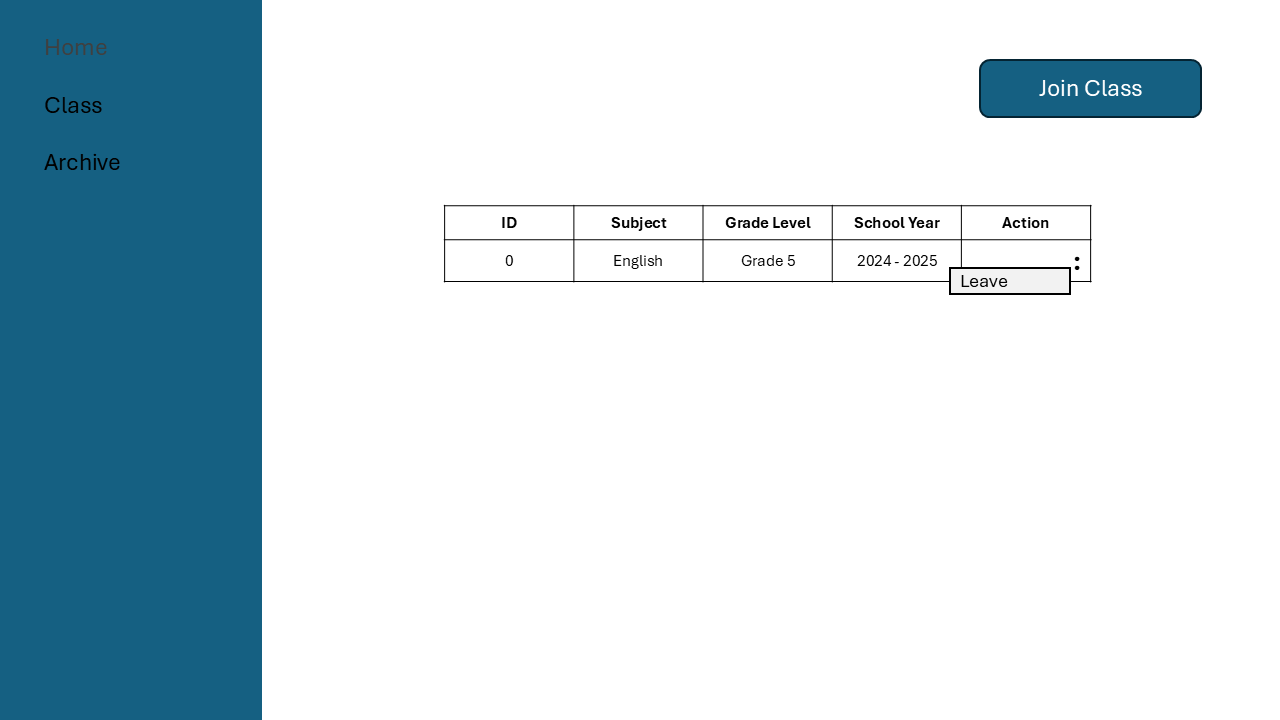 Home
Class
Archive
Join Class
ID Subject Grade Level School Year Action
0 English Grade 5 2024 - 2025 :
Leave